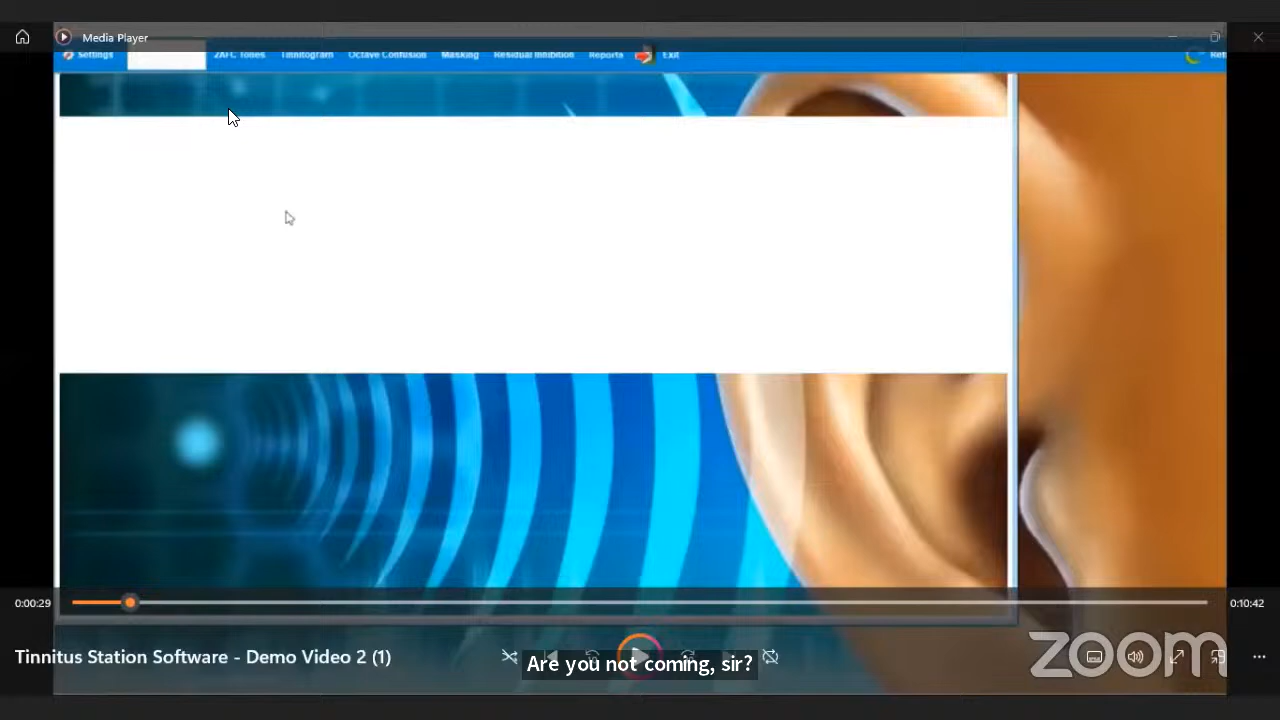 Media Player
Settings 2AFC Tones Tinnitogram Octave Confusion Masking Residual Inhibition Reports Exit
0:00:29
0:10:42
zoom
Tinnitus Station Software - Demo Video 2 (1)
Are you not coming, sir?